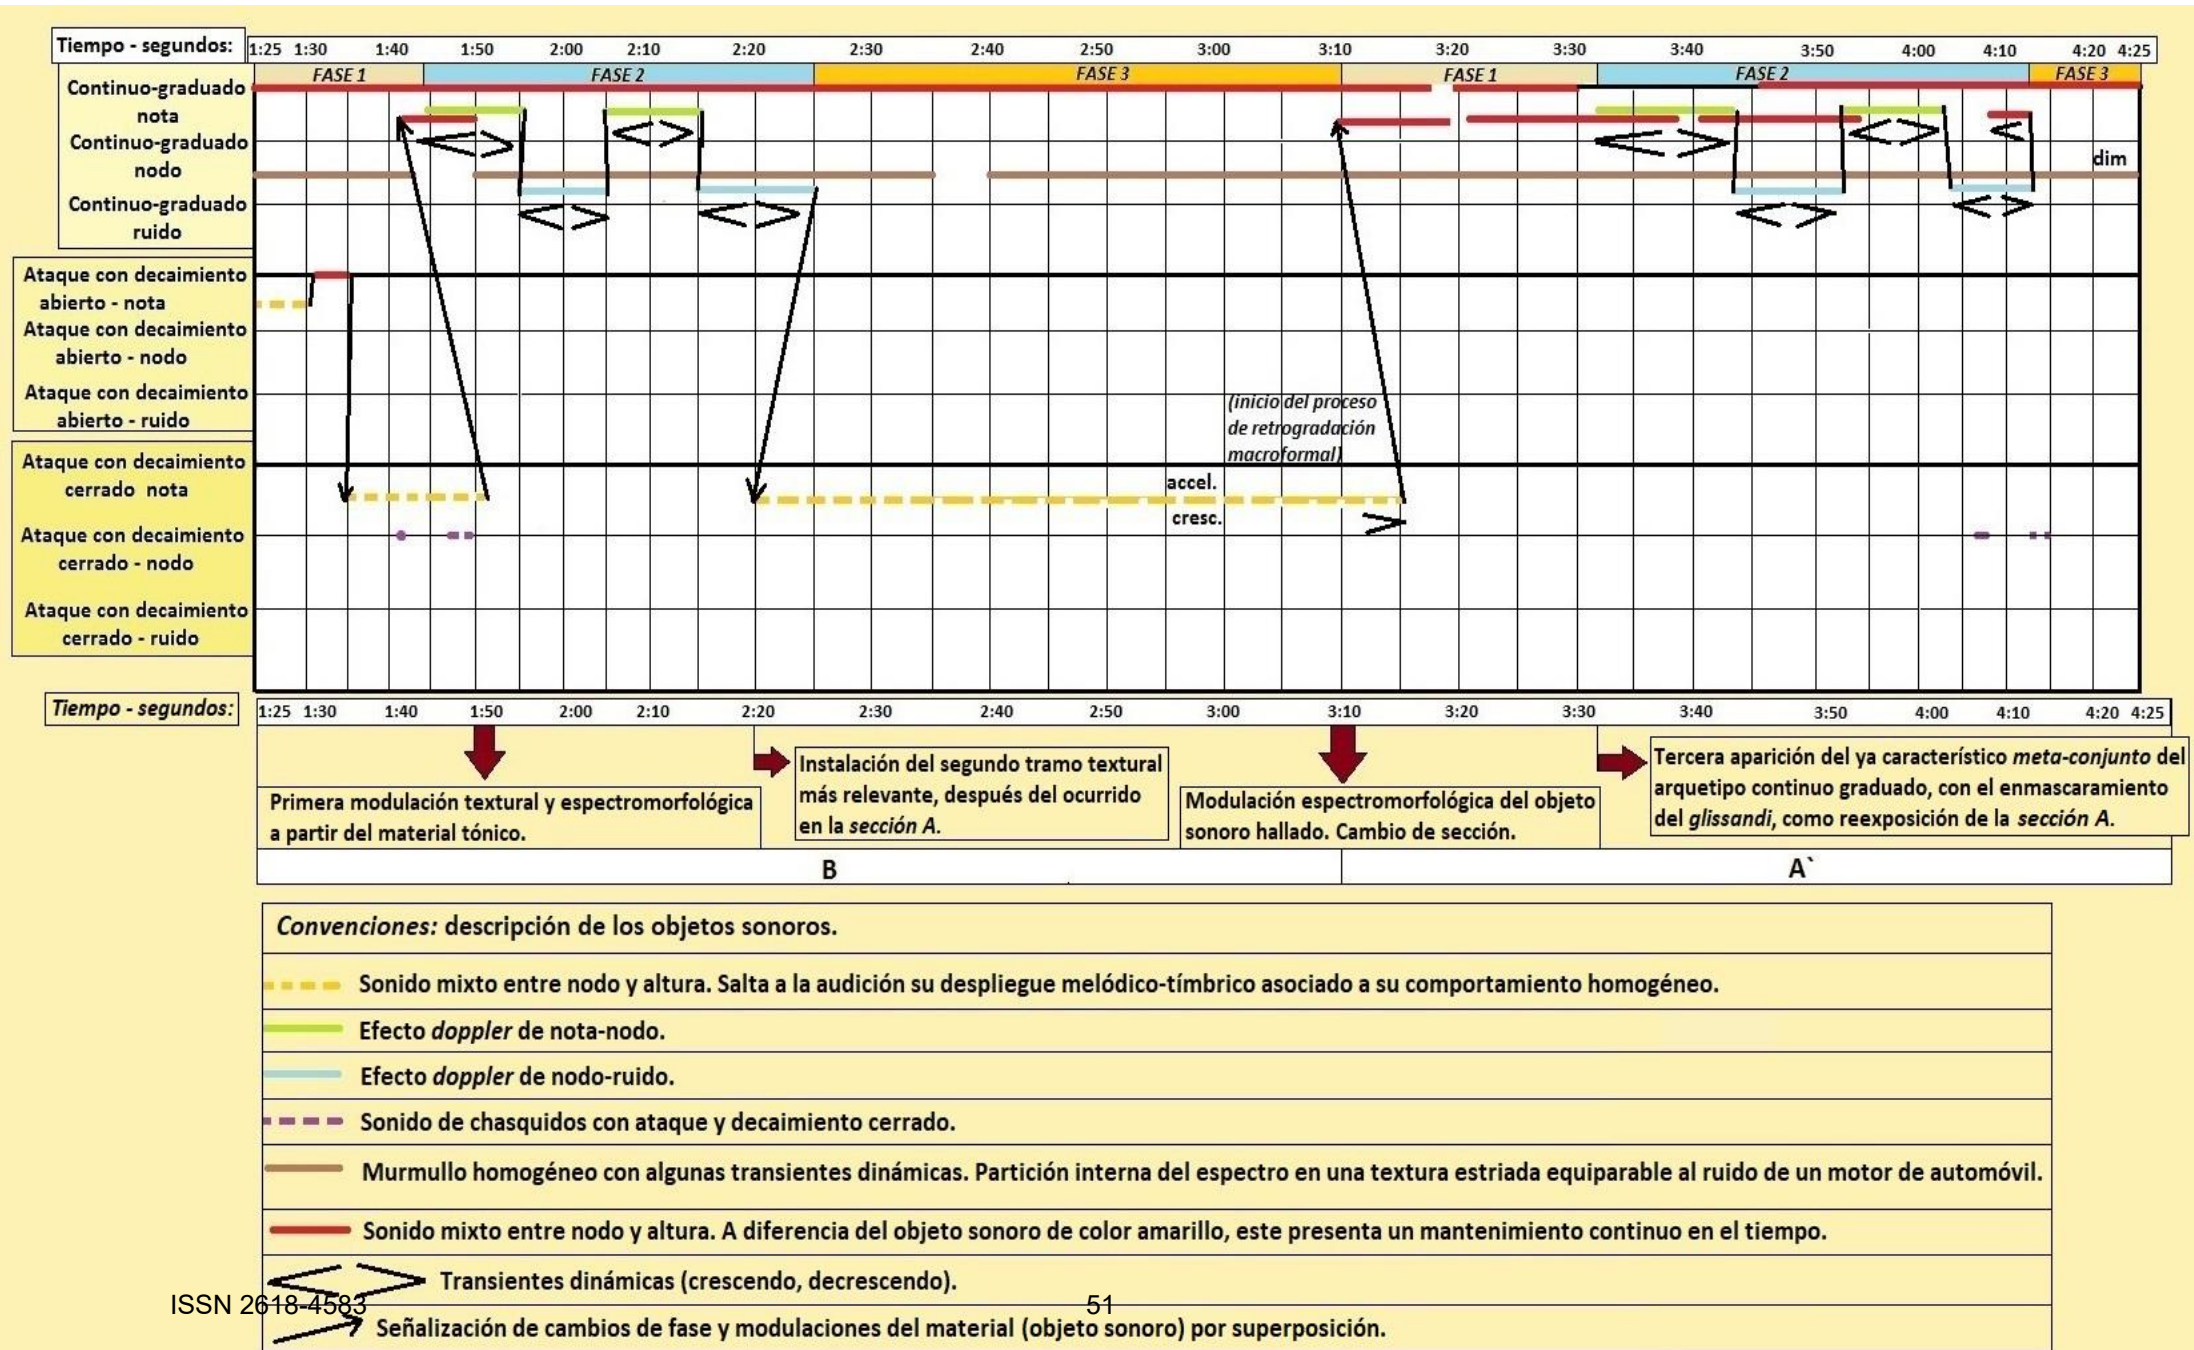 Tiempo - segundos: 1:25 1:30 1:40 1:50 2:00 2:10 2:20 2:30 2:40 2:50 3:00 3:10 3:20 3:30 3:40 3:50 4:00 4:10 4:20 4:25
FASE 1 FASE 2 FASE 3 FASE 1 FASE 2 FASE 3
Continuo-graduado
nota
Continuo-graduado
nodo
dim
Continuo-graduado
ruido
Ataque con decaimiento
abierto - nota
Ataque con decaimiento
abierto - nodo
Ataque con decaimiento
abierto - ruido
(inicio del proceso
de retrogradación
macroformal)
Ataque con decaimiento
cerrado nota
accel.
cresc.
Ataque con decaimiento
cerrado - nodo
Ataque con decaimiento
cerrado - ruido
Tiempo - segundos: 1:25 1:30 1:40 1:50 2:00 2:10 2:20 2:30 2:40 2:50 3:00 3:10 3:20 3:30 3:40 3:50 4:00 4:10 4:20 4:25
Primera modulación textural y espectromorfológica
a partir del material tónico.
Instalación del segundo tramo textural
más relevante, después del ocurrido
en la sección A.
Modulación espectromorfológica del objeto
sonoro hallado. Cambio de sección.
Tercera aparición del ya característico meta-conjunto del
arquetipo continuo graduado, con el enmascaramiento
del glissandi, como reexposición de la sección A.
B A`
Convenciones: descripción de los objetos sonoros.
Sonido mixto entre nodo y altura. Salta a la audición su despliegue melódico-tímbrico asociado a su comportamiento homogéneo.
Efecto doppler de nota-nodo.
Efecto doppler de nodo-ruido.
Sonido de chasquidos con ataque y decaimiento cerrado.
Murmullo homogéneo con algunas transientes dinámicas. Partición interna del espectro en una textura estriada equiparable al ruido de un motor de automóvil.
Sonido mixto entre nodo y altura. A diferencia del objeto sonoro de color amarillo, este presenta un mantenimiento continuo en el tiempo.
Transientes dinámicas (crescendo, decrescendo).
ISSN 2618-4583 51
Señalización de cambios de fase y modulaciones del material (objeto sonoro) por superposición.